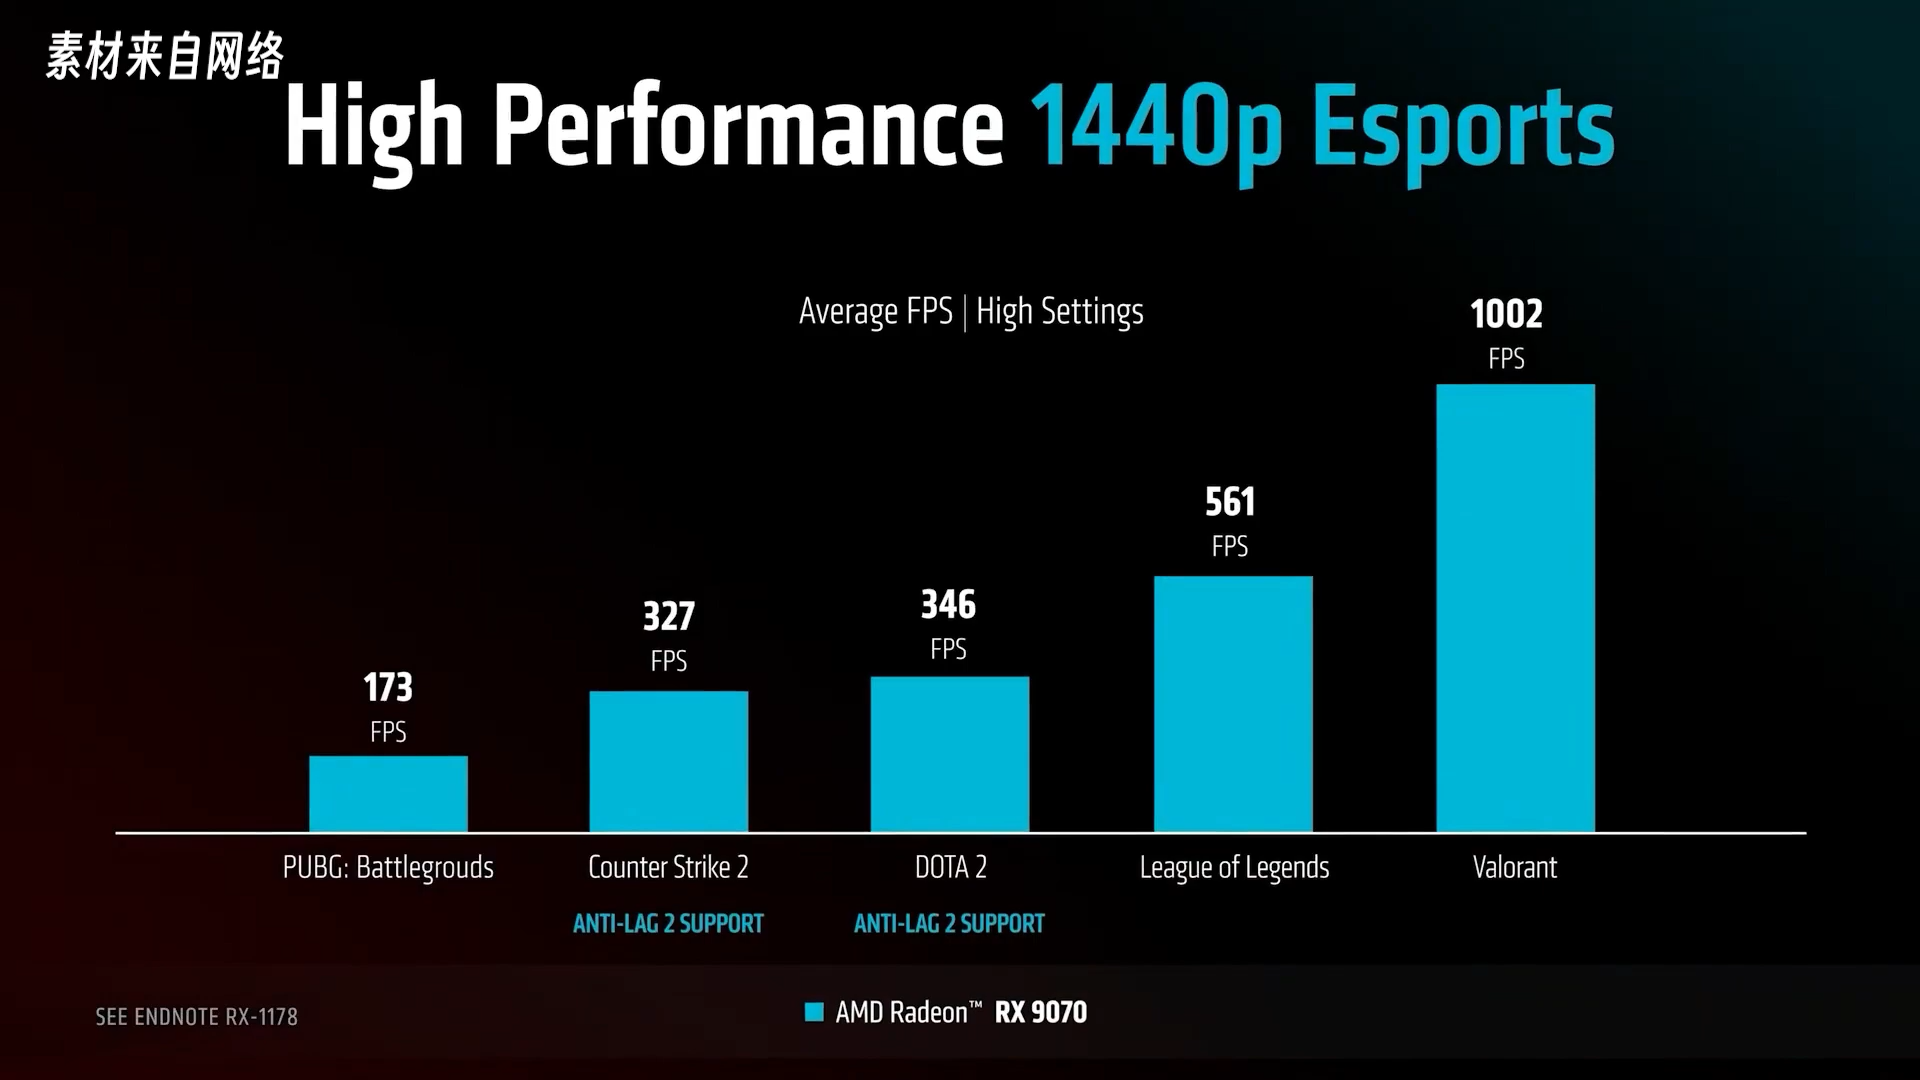 素材来自网络
High Performance 1440p Esports
Average FPS | High Settings
1002
FPS
561
FPS
346
FPS
327
FPS
173
FPS
PUBG: Battlegrouds
Counter Strike 2
DOTA 2
League of Legends
Valorant
ANTI-LAG 2 SUPPORT
ANTI-LAG 2 SUPPORT
SEE ENDNOTE RX-1178
AMD Radeon™ RX 9070